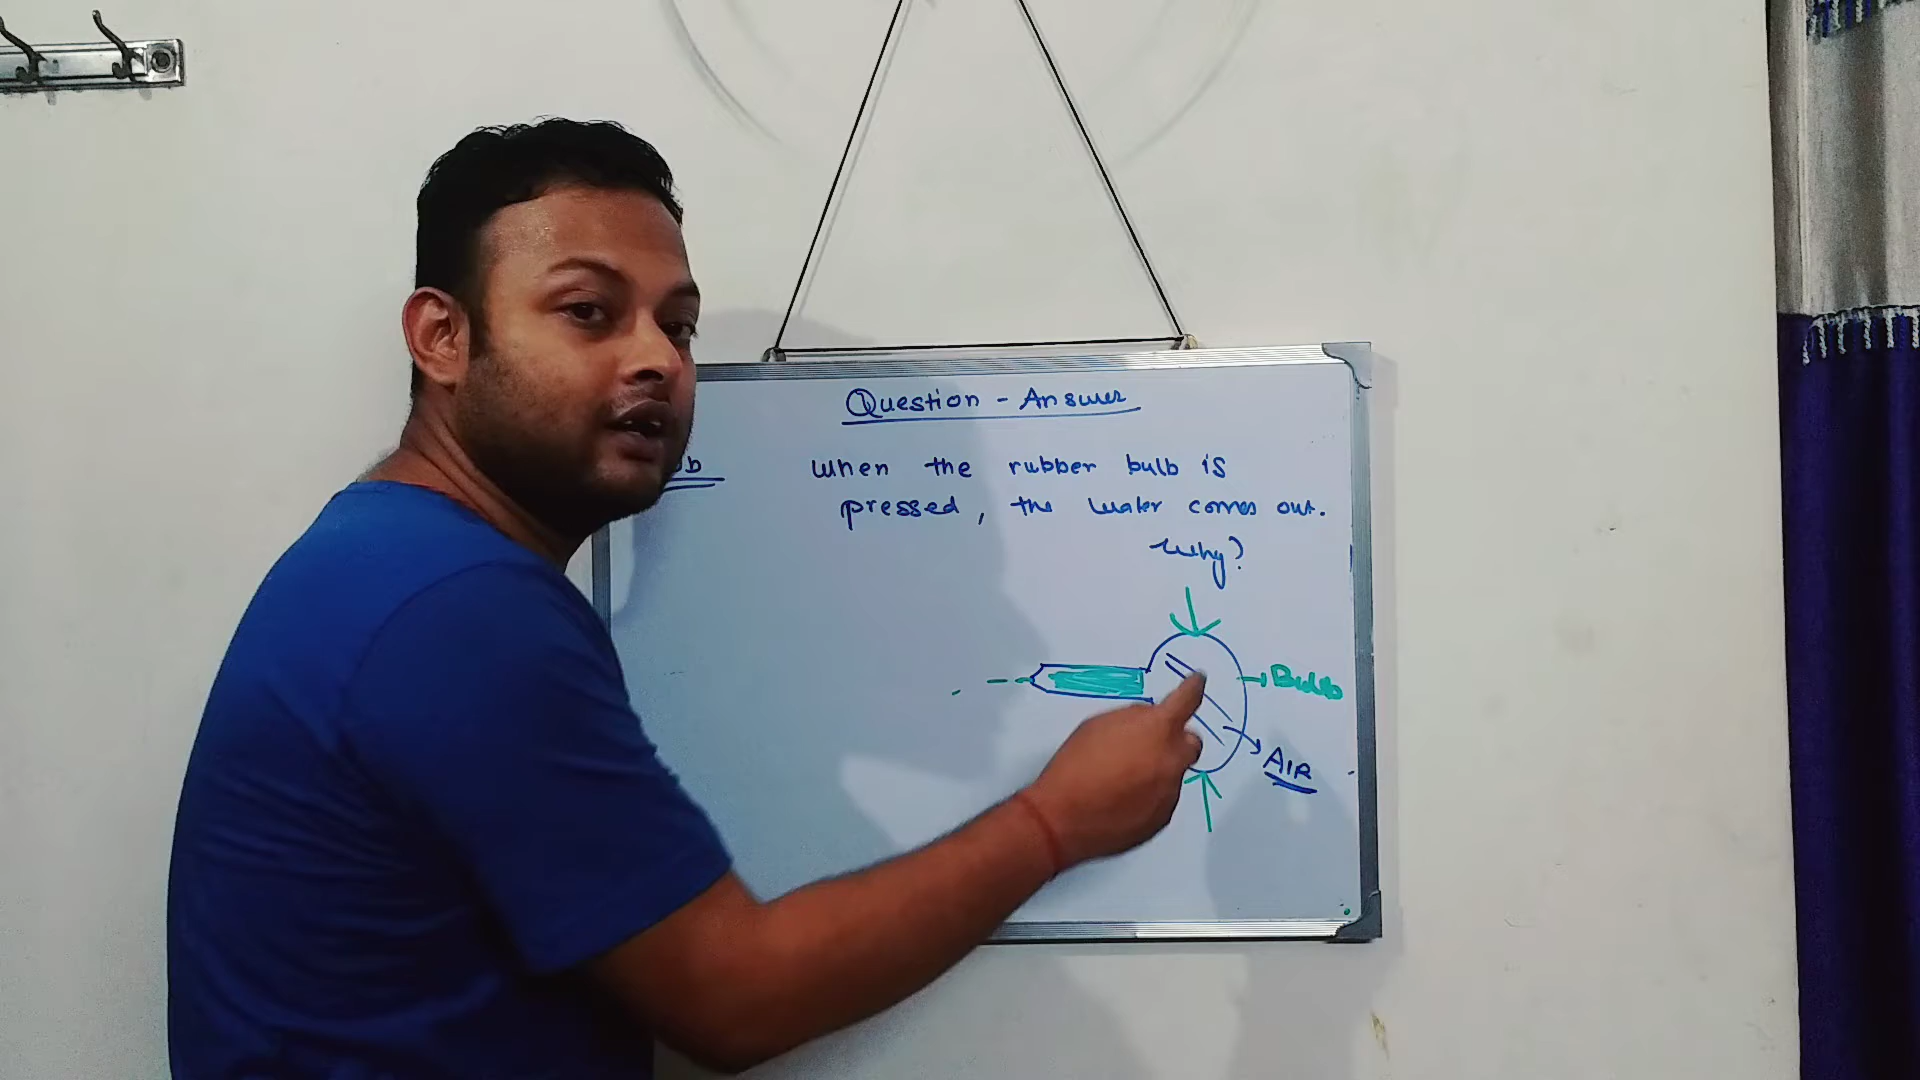 Question - Answer
When the rubber bulb is
pressed, the water comes out.
Why?
Bulb
AIR